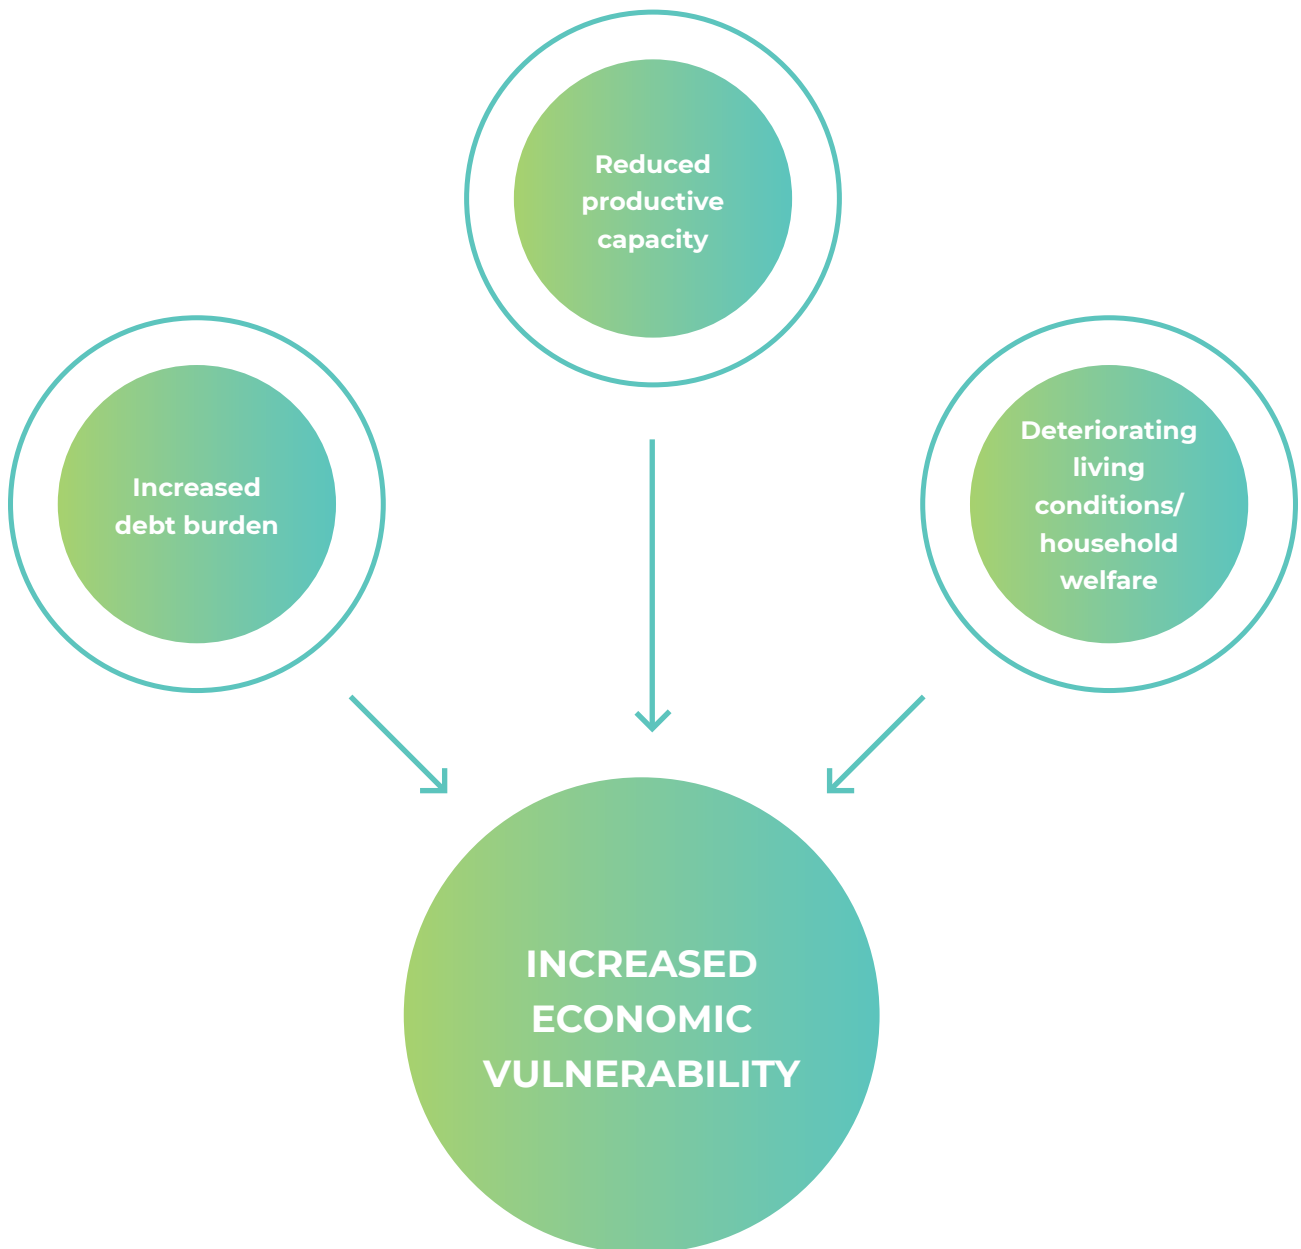 Reduced
productive
capacity
Increased
debt burden
Deteriorating
living
conditions/
household
welfare
INCREASED
ECONOMIC
VULNERABILITY